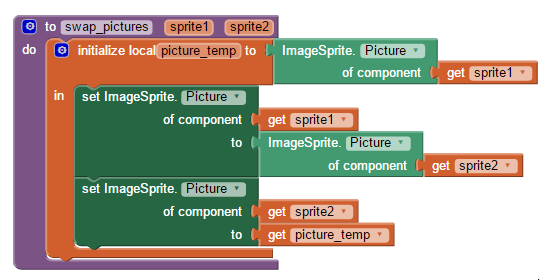 to swap_pictures sprite1 sprite2
do initialize local picture_temp to ImageSprite. Picture
of component get sprite1
in set ImageSprite. Picture
of component get sprite1
to ImageSprite. Picture
of component get sprite2
set ImageSprite. Picture
of component get sprite2
to get picture_temp